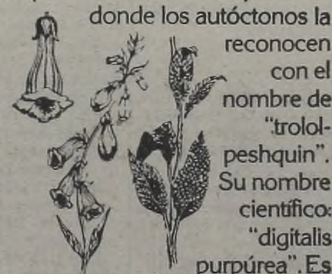 donde los autóctonos la
reconocen
con el
nombre de
"trolol-
peshquin".
Su nombre
científico:
"digitalis
purpúrea". Es